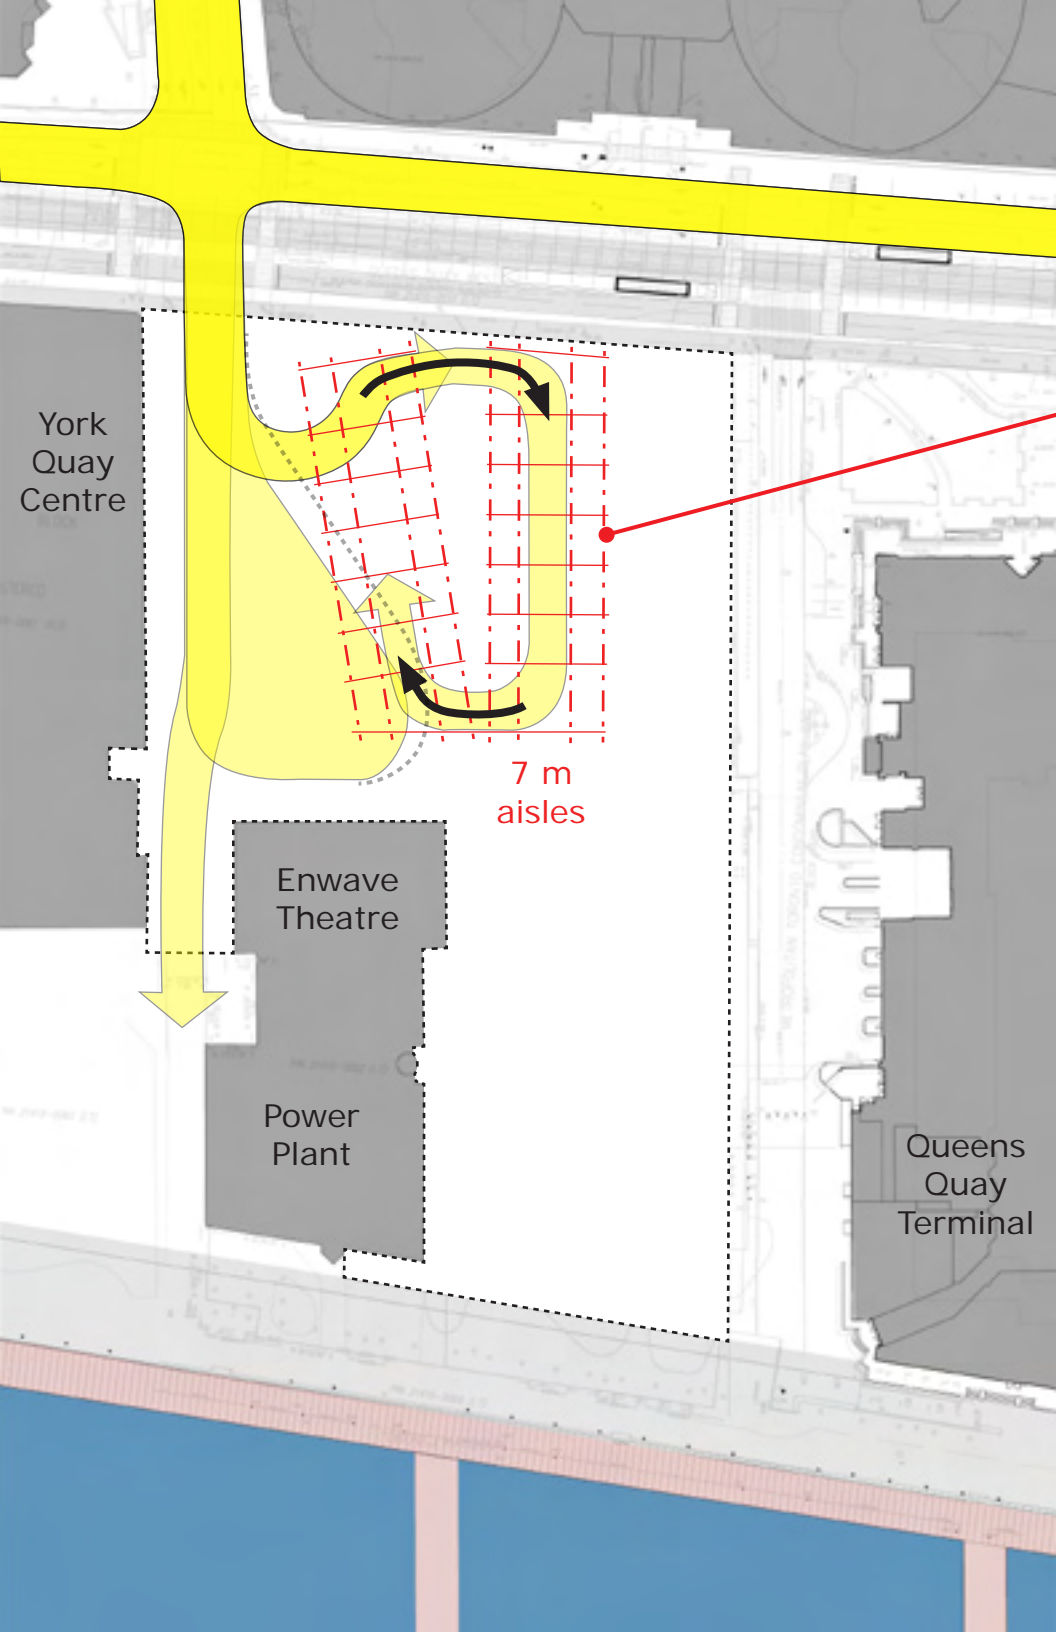 York
Quay
Centre
7 m
aisles
Enwave
Theatre
Power
Plant
Queens
Quay
Terminal